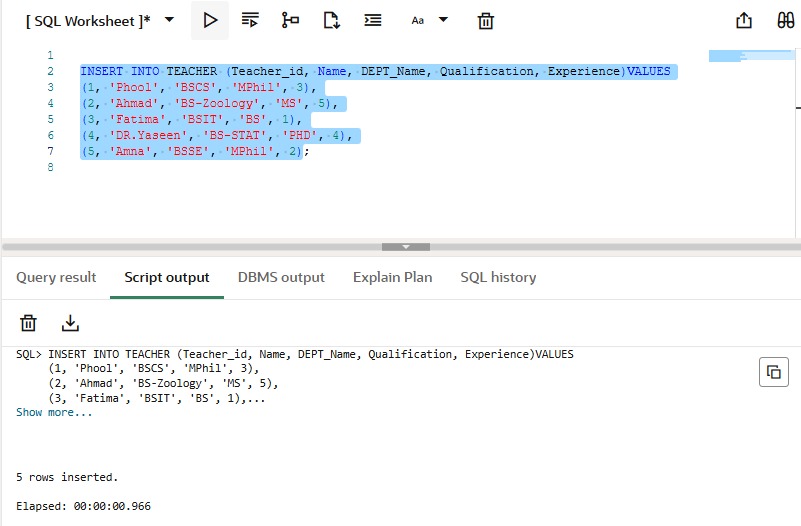 [ SQL Worksheet ]*
Aa
1
2 INSERT INTO TEACHER (Teacher_id, Name, DEPT_Name, Qualification, Experience)VALUES
3 (1, 'Phool', 'BSCS', 'MPhil', 3),
4 (2, 'Ahmad', 'BS-Zoology', 'MS', 5),
5 (3, 'Fatima', 'BSIT', 'BS', 1),
6 (4, 'DR.Yaseen', 'BS-STAT', 'PHD', 4),
7 (5, 'Amna', 'BSSE', 'MPhil', 2);
8
Query result Script output DBMS output Explain Plan SQL history
SQL> INSERT INTO TEACHER (Teacher_id, Name, DEPT_Name, Qualification, Experience)VALUES
(1, 'Phool', 'BSCS', 'MPhil', 3),
(2, 'Ahmad', 'BS-Zoology', 'MS', 5),
(3, 'Fatima', 'BSIT', 'BS', 1),...
Show more...
5 rows inserted.
Elapsed: 00:00:00.966